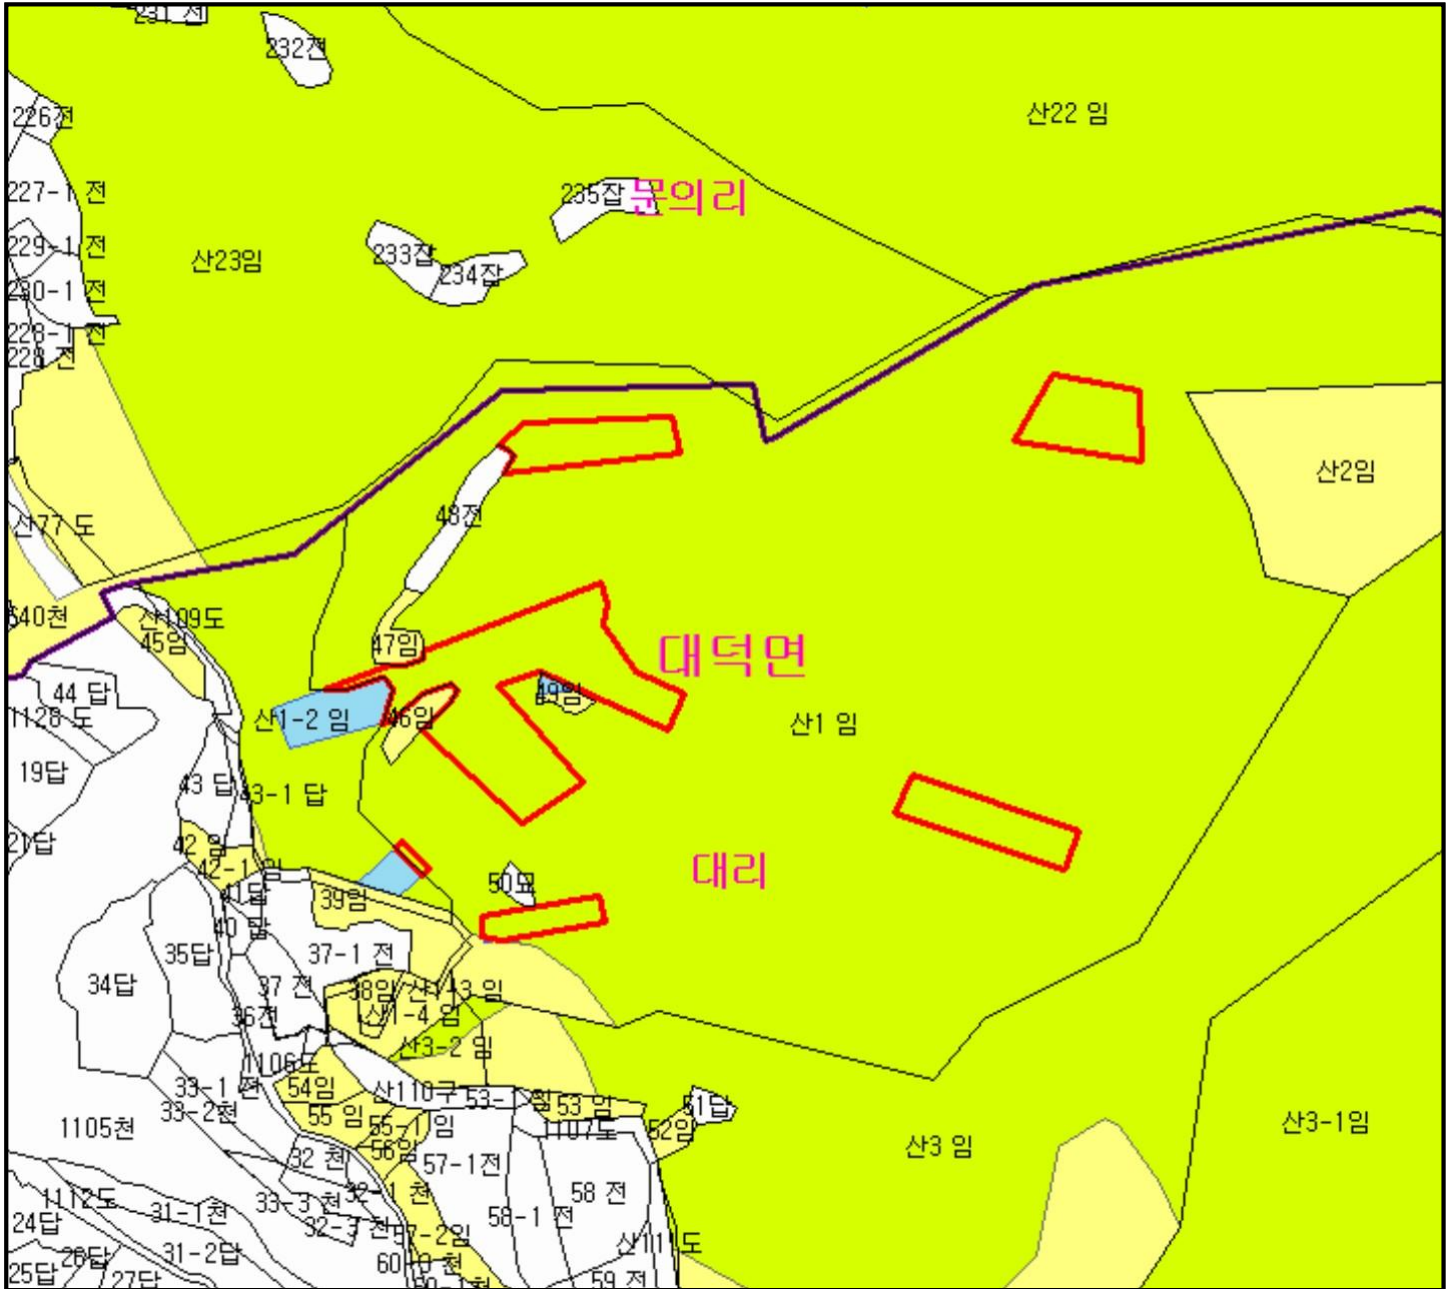 231 전
232전
산22 임
226전
227-1 전
235잡
문의리
229-1 전
233잡
산23임
234잡
230-1 전
228-1 전
228 전
산2임
48전
산77 도
640천
산109도
45임
47임
대덕면
44 답
49임
1128 도
산1-2 임
46임
산1 임
19답
43 답
43-1 답
21답
42 임
42-1 임
대리
50묘
41답
39임
40 답
35답
37-1 전
34답
37 전
38임
36전
산1-4 임
산3-2 임
1106도
33-1 전
54임
산110구
53 임
51답
33-2천
55 임
55-1 임
1105천
1107도
52임
산3-1임
56임
산3 임
32 천
57-1전
32-1 천
58 전
1112도
33-3 천
31-1천
58-1 전
24답
32-3 전
57-2임
산111도
31-2답
26답
60-3 천
25답
27답
59 전